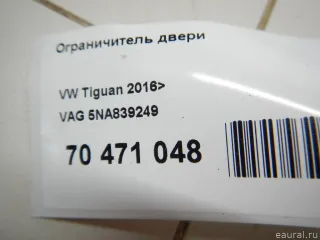 Ограничитель двери
VW Tiguan 2016>
VAG 5NA839249
70 471 048
eaural.ru